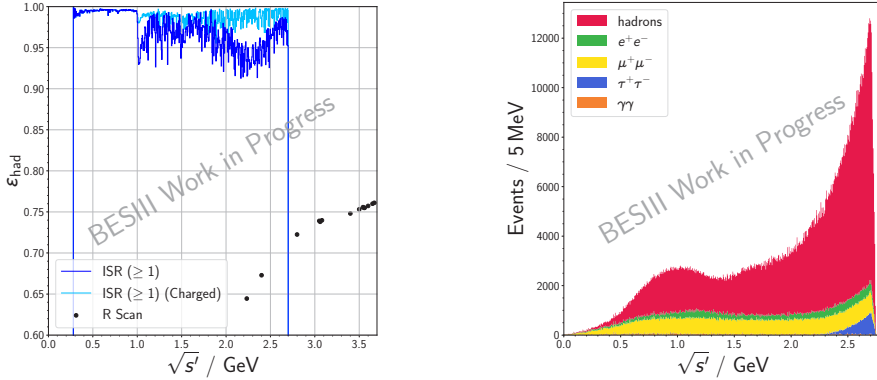 1.00
0.95
0.90
0.85
0.80
0.75
0.70
0.65
0.60
ε_had
BESIII Work in Progress
ISR (≥ 1)
ISR (≥ 1) (Charged)
R Scan
0.0 0.5 1.0 1.5 2.0 2.5 3.0 3.5
√s′ / GeV
12000
10000
8000
6000
4000
2000
0
Events / 5 MeV
hadrons
e⁺e⁻
μ⁺μ⁻
τ⁺τ⁻
γγ
BESIII Work in Progress
0.0 0.5 1.0 1.5 2.0 2.5
√s′ / GeV